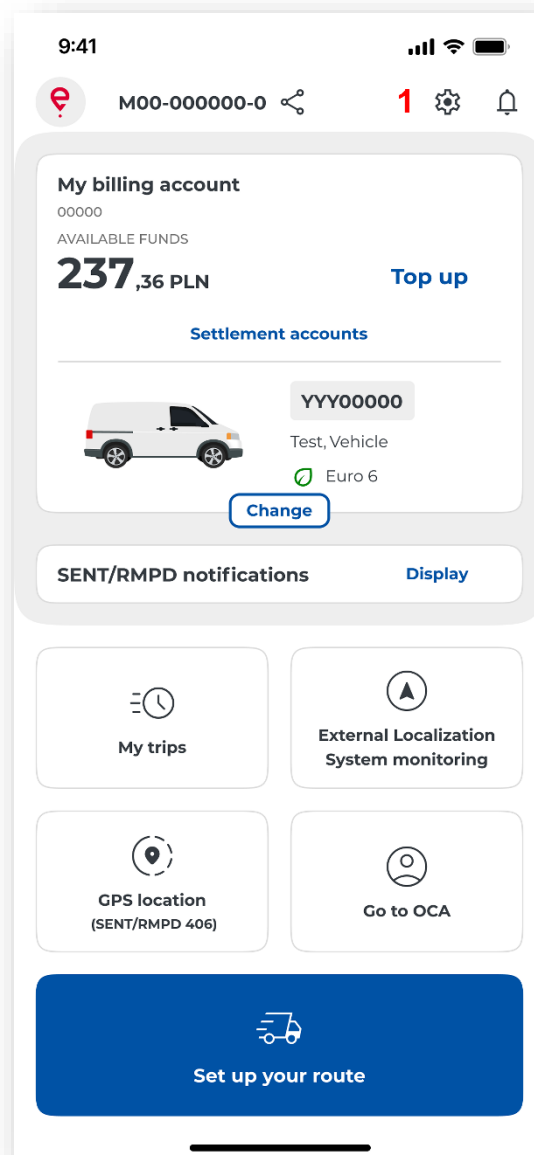 9:41
M00-000000-0
1
My billing account
00000
AVAILABLE FUNDS
237,36 PLN
Top up
Settlement accounts
YYY00000
Test, Vehicle
Euro 6
Change
SENT/RMPD notifications
Display
My trips
External Localization
System monitoring
GPS location
(SENT/RMPD 406)
Go to OCA
Set up your route